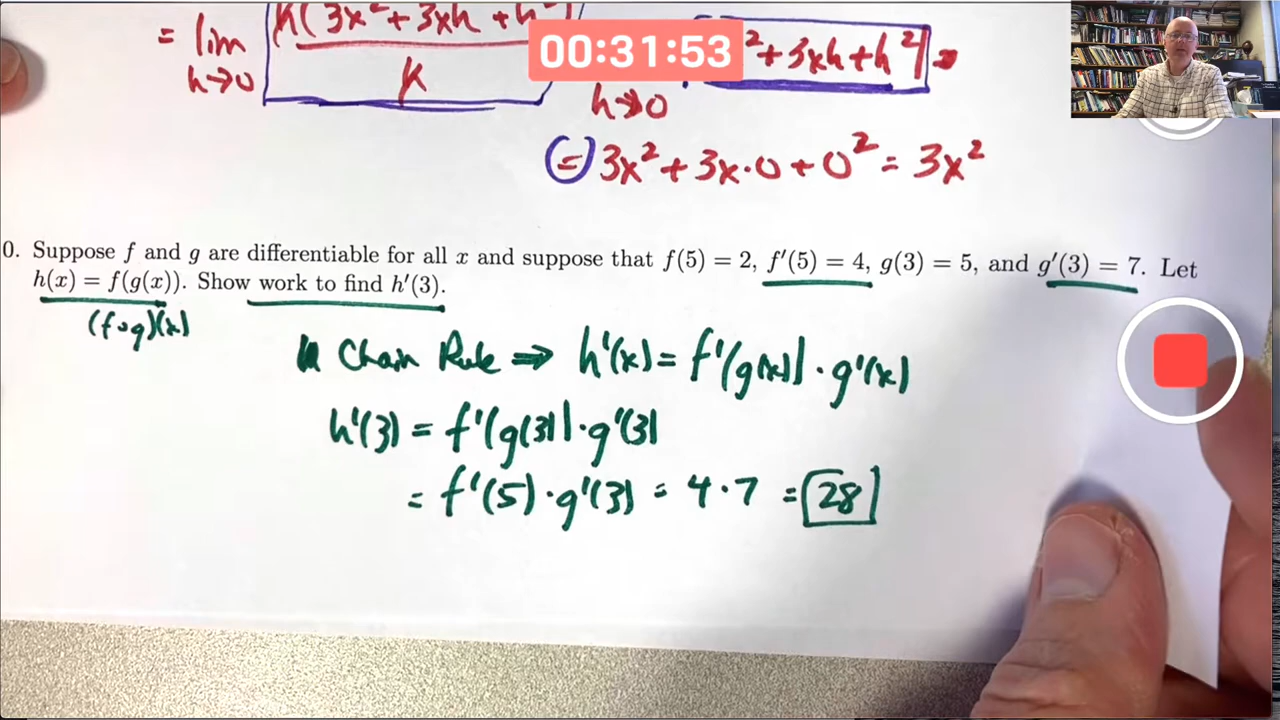 = lim h→0 h(3x²+3xh+h²) / h h→0 ²+3xh+h²) =
00:31:53
(=) 3x²+3x·0+0² = 3x²
0. Suppose f and g are differentiable for all x and suppose that f(5) = 2, f′(5) = 4, g(3) = 5, and g′(3) = 7. Let
h(x) = f(g(x)). Show work to find h′(3).
(f∘g)(x)
Chain Rule ⇒ h'(x) = f'(g(x)) · g'(x)
h'(3) = f'(g(3)) · g'(3)
= f'(5) · g'(3) = 4 · 7 = 28